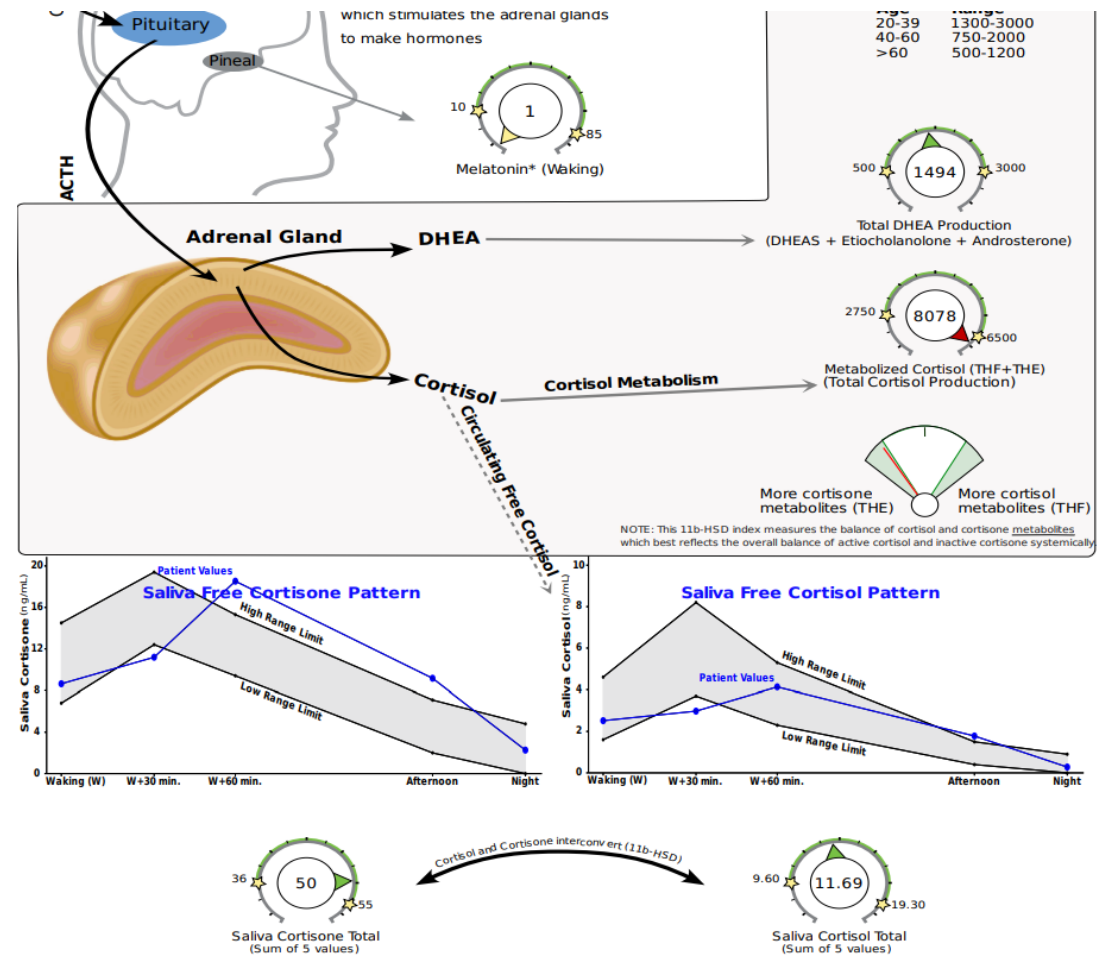 which stimulates the adrenal glands
to make hormones
Pituitary
Pineal
Age Range
20-39 1300-3000
40-60 750-2000
>60 500-1200
10
1
85
Melatonin* (Waking)
ACTH
500
1494
3000
Total DHEA Production
(DHEAS + Etiocholanolone + Androsterone)
Adrenal Gland
DHEA
2750
8078
6500
Metabolized Cortisol (THF+THE)
(Total Cortisol Production)
Cortisol
Cortisol Metabolism
Circulating Free Cortisol
More cortisone
metabolites (THE)
More cortisol
metabolites (THF)
NOTE: This 11b-HSD index measures the balance of cortisol and cortisone metabolites
which best reflects the overall balance of active cortisol and inactive cortisone systemically.
Saliva Free Cortisone Pattern
Saliva Cortisone (ng/mL)
20
16
12
8
4
0
Patient Values
High Range Limit
Low Range Limit
Waking (W) W+30 min. W+60 min. Afternoon Night
Saliva Free Cortisol Pattern
Saliva Cortisol (ng/mL)
10
8
6
4
2
0
Patient Values
High Range Limit
Low Range Limit
Waking (W) W+30 min. W+60 min. Afternoon Night
Cortisol and Cortisone interconvert (11b-HSD)
36
50
55
Saliva Cortisone Total
(Sum of 5 values)
9.60
11.69
19.30
Saliva Cortisol Total
(Sum of 5 values)